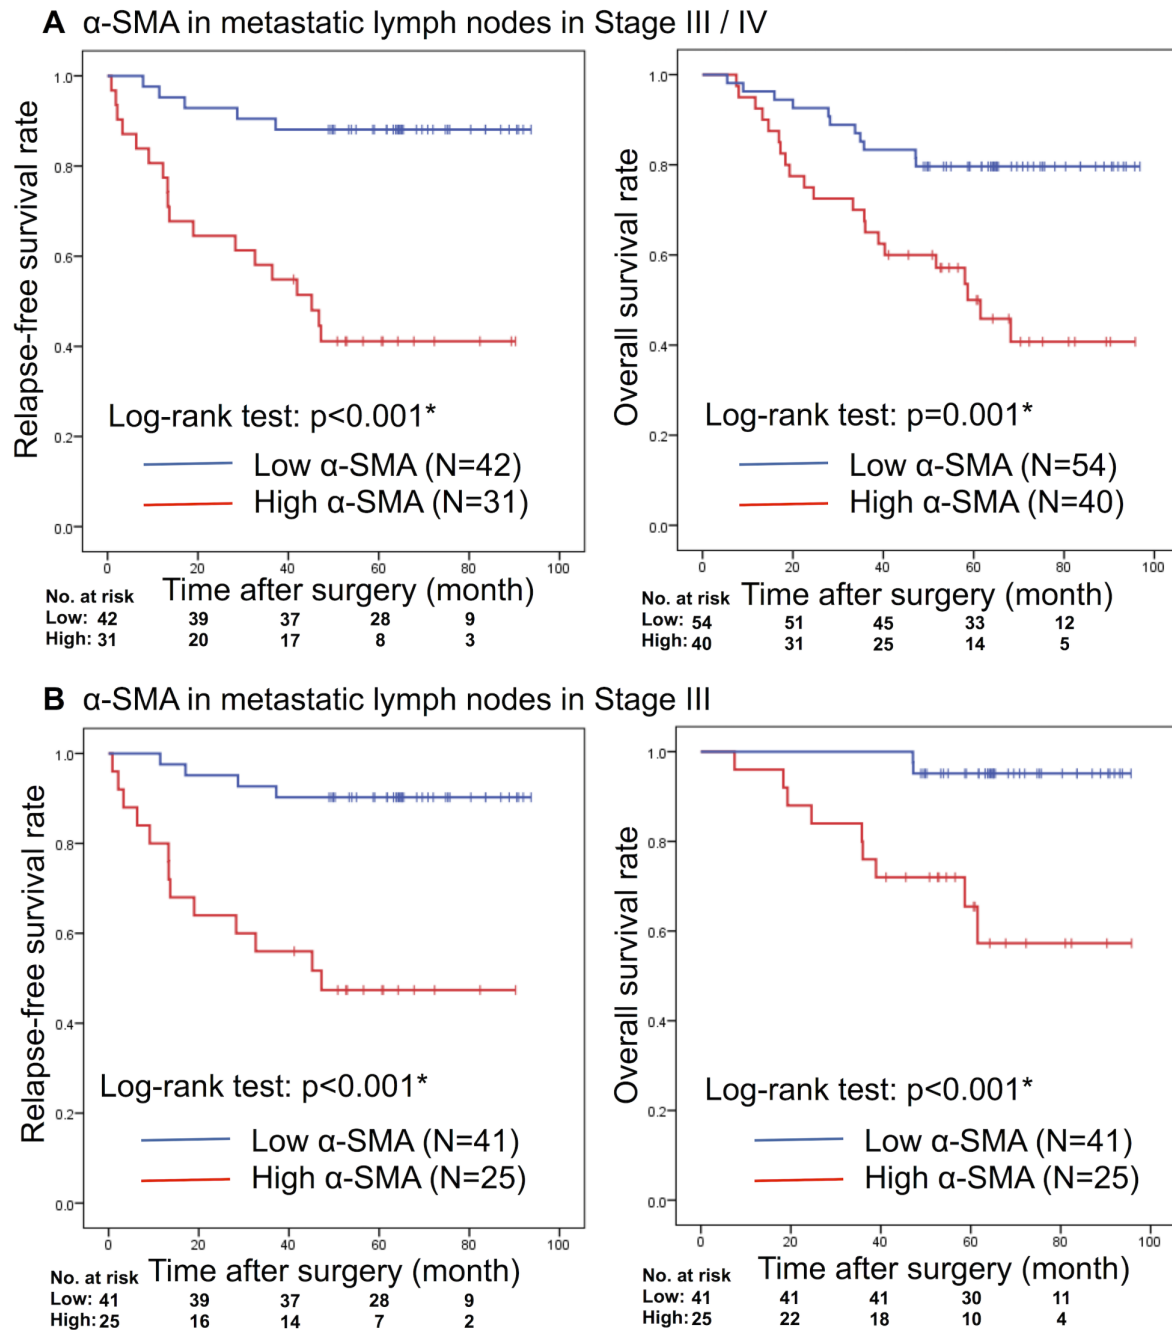 A α-SMA in metastatic lymph nodes in Stage III / IV
Relapse-free survival rate
1.0
0.8
0.6
0.4
0.2
0.0
Log-rank test: p<0.001*
Low α-SMA (N=42)
High α-SMA (N=31)
0 20 40 60 80 100
Time after surgery (month)
No. at risk
Low: 42 39 37 28 9
High: 31 20 17 8 3
Overall survival rate
1.0
0.8
0.6
0.4
0.2
0.0
Log-rank test: p=0.001*
Low α-SMA (N=54)
High α-SMA (N=40)
0 20 40 60 80 100
Time after surgery (month)
No. at risk
Low: 54 51 45 33 12
High: 40 31 25 14 5
B α-SMA in metastatic lymph nodes in Stage III
Relapse-free survival rate
1.0
0.8
0.6
0.4
0.2
0.0
Log-rank test: p<0.001*
Low α-SMA (N=41)
High α-SMA (N=25)
0 20 40 60 80 100
Time after surgery (month)
No. at risk
Low: 41 39 37 28 9
High: 25 16 14 7 2
Overall survival rate
1.0
0.8
0.6
0.4
0.2
0.0
Log-rank test: p<0.001*
Low α-SMA (N=41)
High α-SMA (N=25)
0 20 40 60 80 100
Time after surgery (month)
No. at risk
Low: 41 41 41 30 11
High: 25 22 18 10 4